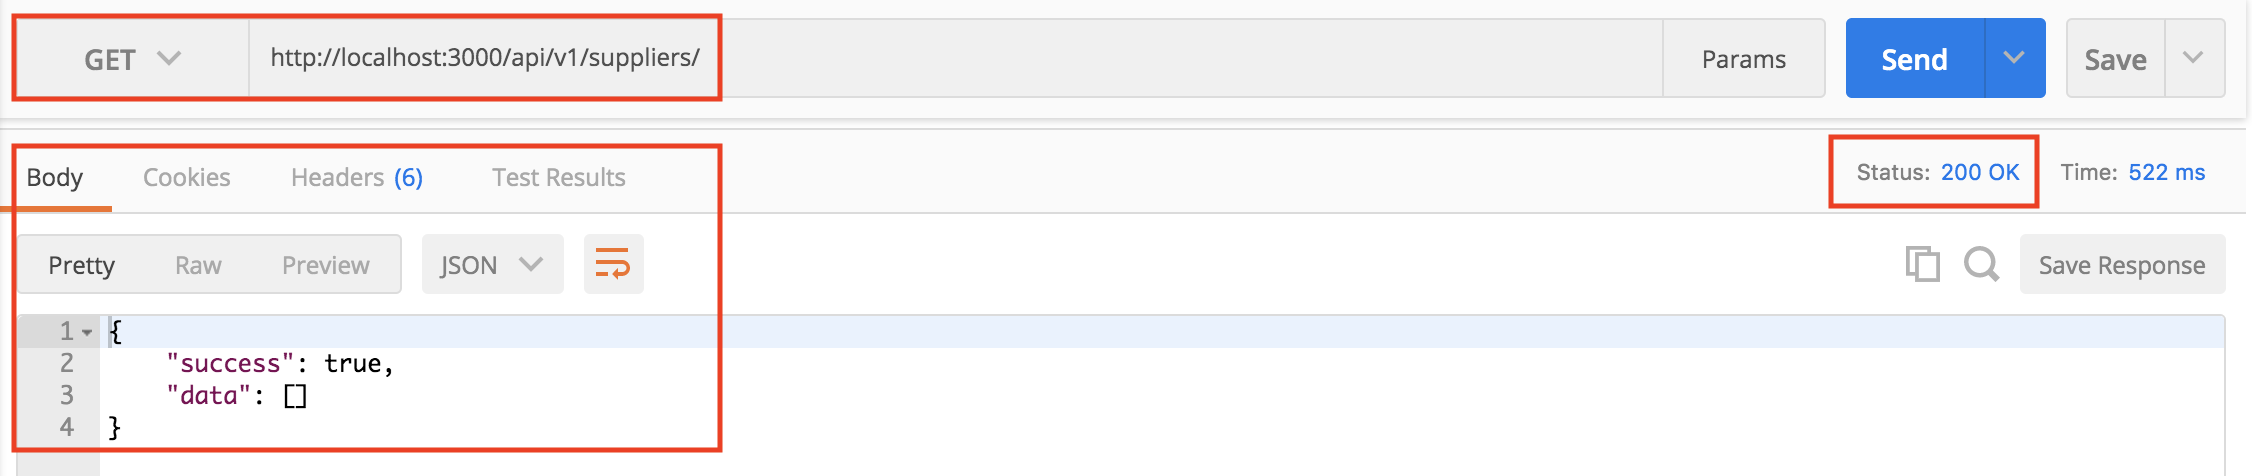 GET http://localhost:3000/api/v1/suppliers/ Params Send Save
Body Cookies Headers (6) Test Results Status: 200 OK Time: 522 ms
Pretty Raw Preview JSON Save Response
1 {
2 "success": true,
3 "data": []
4 }